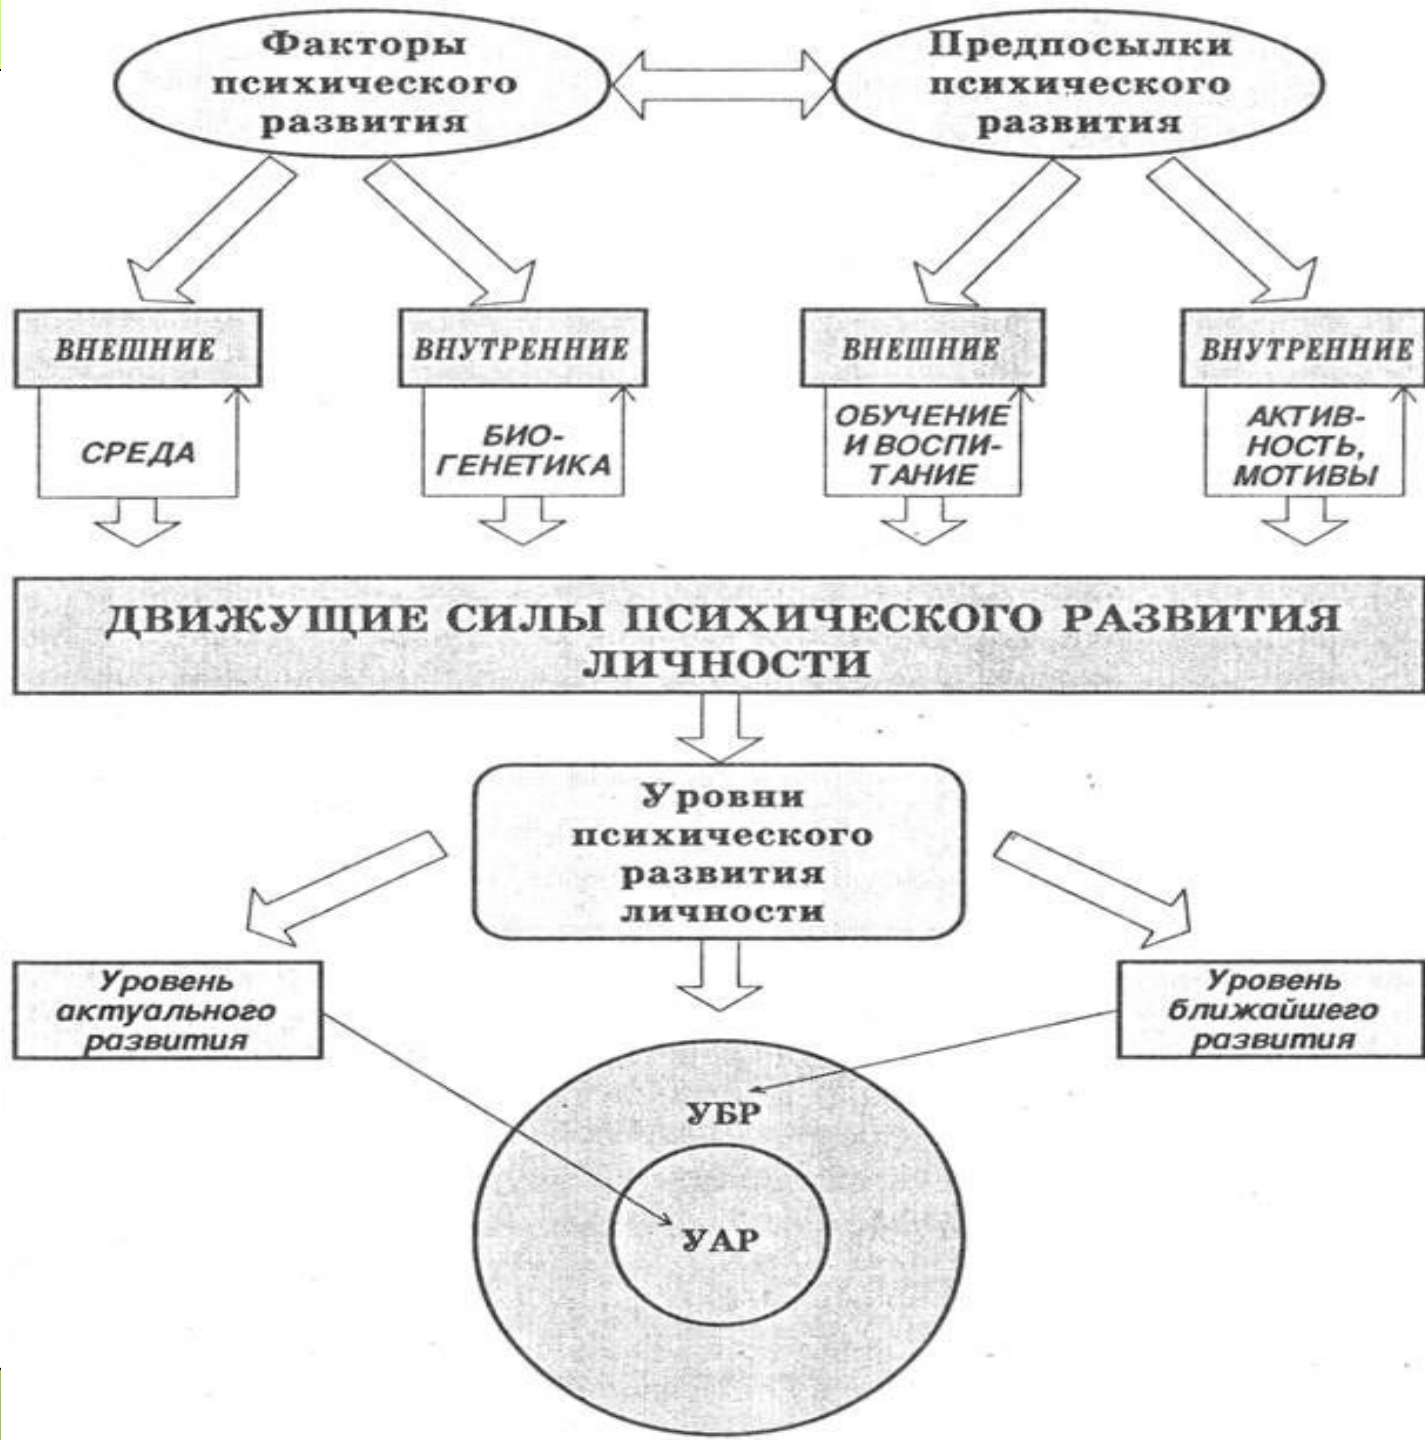 Факторы
психического
развития
Предпосылки
психического
развития
ВНЕШНИЕ
ВНУТРЕННИЕ
ВНЕШНИЕ
ВНУТРЕННИЕ
СРЕДА
БИО-
ГЕНЕТИКА
ОБУЧЕНИЕ
И ВОСПИ-
ТАНИЕ
АКТИВ-
НОСТЬ,
МОТИВЫ
ДВИЖУЩИЕ СИЛЫ ПСИХИЧЕСКОГО РАЗВИТИЯ
ЛИЧНОСТИ
Уровни
психического
развития
личности
Уровень
актуального
развития
Уровень
ближайшего
развития
УБР
УАР